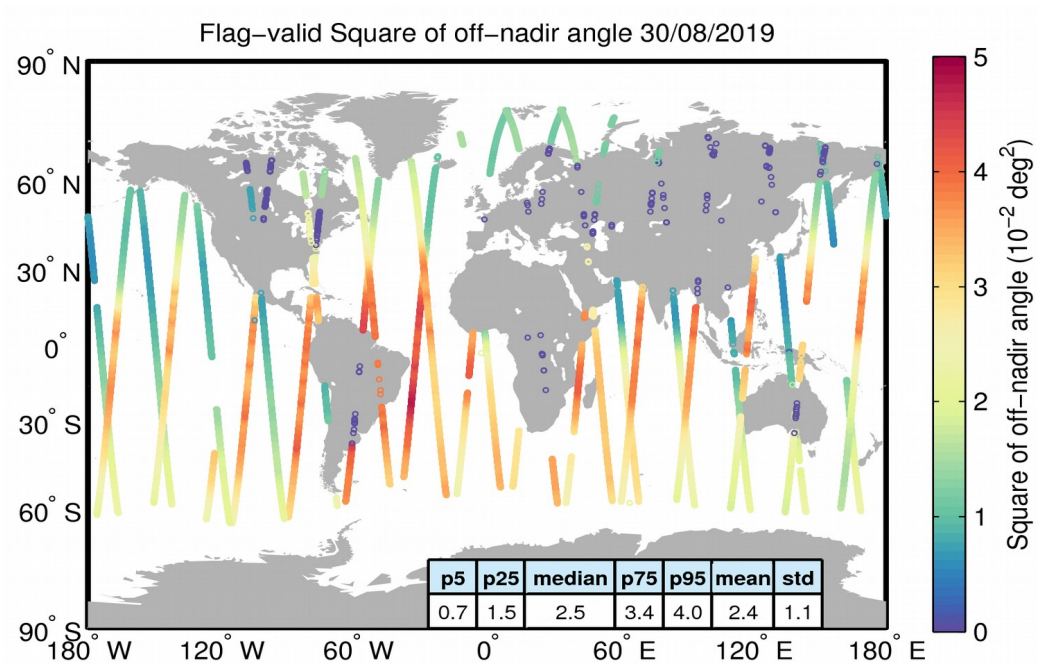 Flag−valid Square of off−nadir angle 30/08/2019
90° N
60° N
30° N
0°
30° S
60° S
90° S
180° W
120° W
60° W
0°
60° E
120° E
180° E
p5 p25 median p75 p95 mean std
0.7 1.5 2.5 3.4 4.0 2.4 1.1
5
4
3
2
1
0
Square of off−nadir angle (10⁻² deg²)